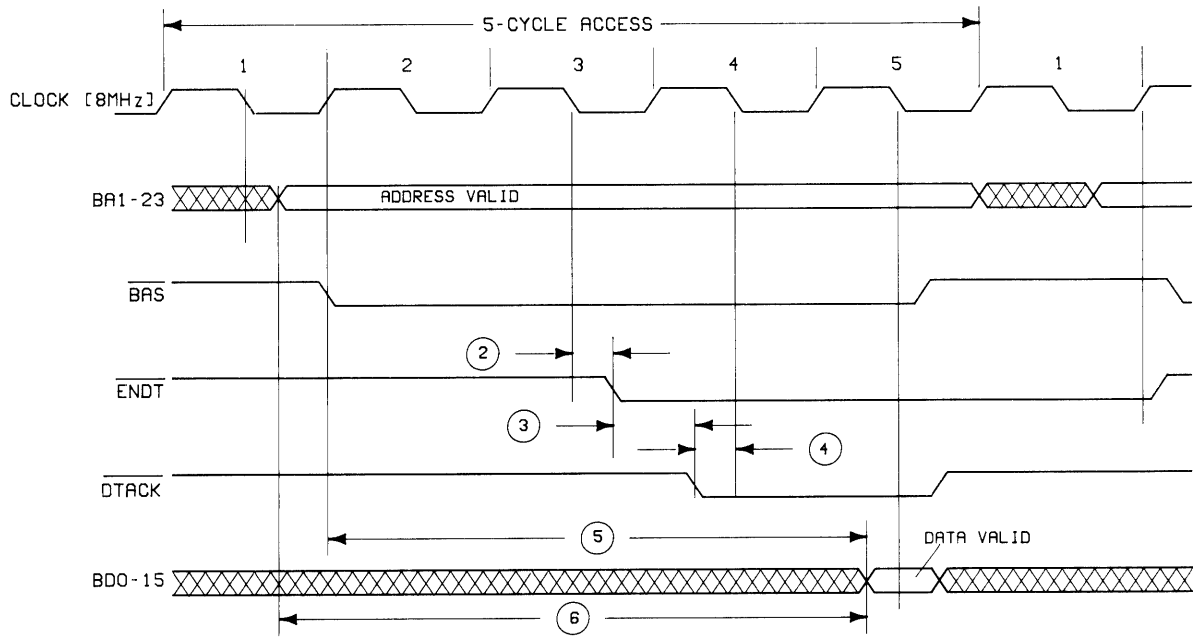 5-CYCLE ACCESS
1 2 3 4 5 1
CLOCK [8MHz]
BA1-23 ADDRESS VALID
BAS
2
ENDT
3 4
DTACK
5
DATA VALID
BD0-15
6